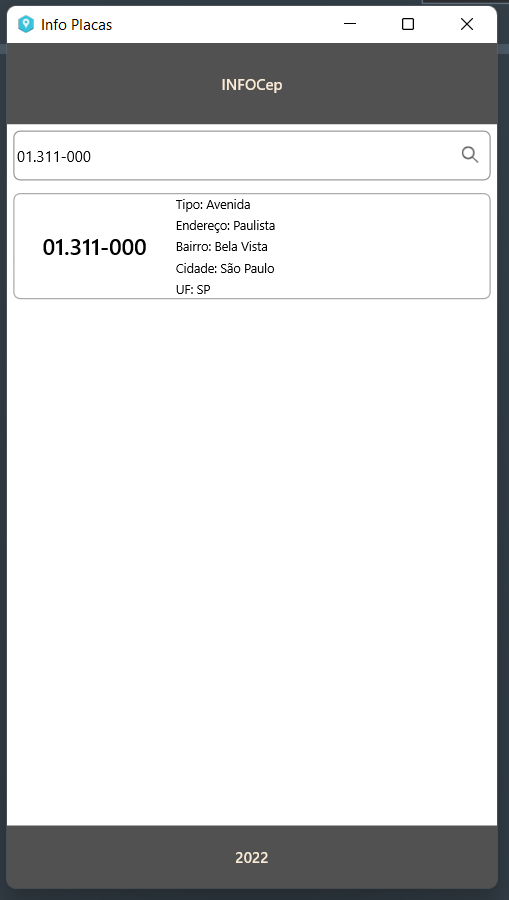 Info Placas
INFOCep
01.311-000
01.311-000
Tipo: Avenida
Endereço: Paulista
Bairro: Bela Vista
Cidade: São Paulo
UF: SP
2022